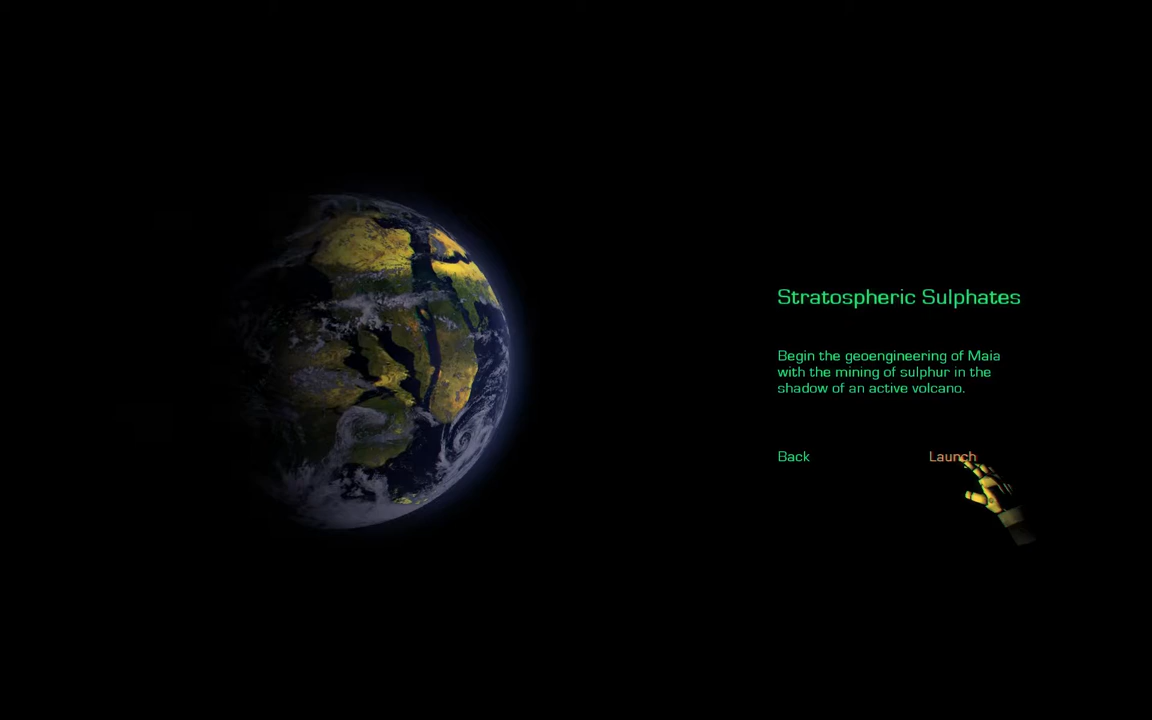 Stratospheric Sulphates
Begin the geoengineering of Maia
with the mining of sulphur in the
shadow of an active volcano.
Back
Launch